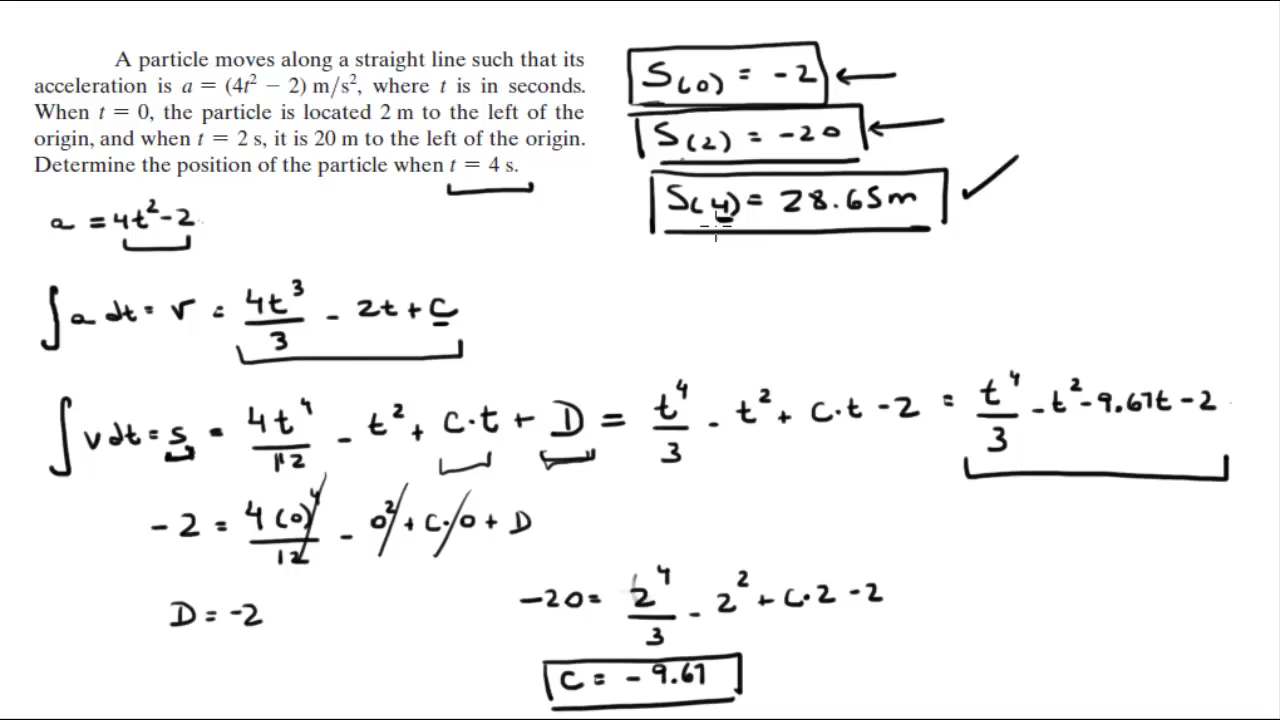 A particle moves along a straight line such that its
acceleration is a = (4t² − 2) m/s², where t is in seconds.
When t = 0, the particle is located 2 m to the left of the
origin, and when t = 2 s, it is 20 m to the left of the origin.
Determine the position of the particle when t = 4 s.
S(0) = -2
S(2) = -20
S(4) = 28.65m
a = 4t² - 2
∫a dt = v = 4t³/3 - 2t + C
∫v dt = s = 4t⁴/12 - t² + C·t + D = t⁴/3 - t² + C·t - 2 = t⁴/3 - t² - 9.67t - 2
-2 = 4(0)⁴/12 - 0² + C·0 + D
D = -2
-20 = 2⁴/3 - 2² + C·2 - 2
C = -9.67